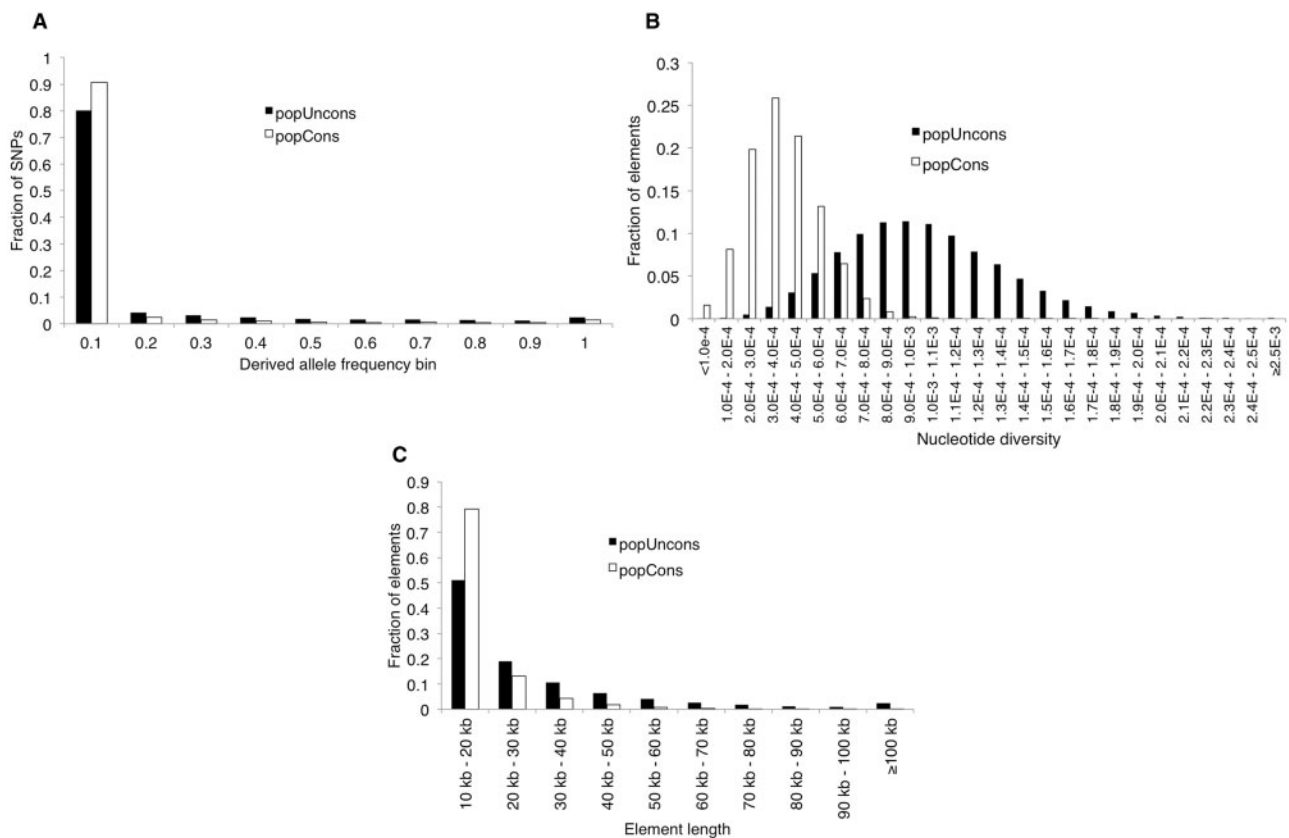 A
Fraction of SNPs
1
0.9
0.8
0.7
0.6
0.5
0.4
0.3
0.2
0.1
0
popUncons
popCons
0.1 0.2 0.3 0.4 0.5 0.6 0.7 0.8 0.9 1
Derived allele frequency bin
B
Fraction of elements
0.3
0.25
0.2
0.15
0.1
0.05
0
popUncons
popCons
<1.0e-4
1.0E-4 - 2.0E-4
2.0E-4 - 3.0E-4
3.0E-4 - 4.0E-4
4.0E-4 - 5.0E-4
5.0E-4 - 6.0E-4
6.0E-4 - 7.0E-4
7.0E-4 - 8.0E-4
8.0E-4 - 9.0E-4
9.0E-4 - 1.0E-3
1.0E-3 - 1.1E-3
1.1E-4 - 1.2E-4
1.2E-4 - 1.3E-4
1.3E-4 - 1.4E-4
1.4E-4 - 1.5E-4
1.5E-4 - 1.6E-4
1.6E-4 - 1.7E-4
1.7E-4 - 1.8E-4
1.8E-4 - 1.9E-4
1.9E-4 - 2.0E-4
2.0E-4 - 2.1E-4
2.1E-4 - 2.2E-4
2.2E-4 - 2.3E-4
2.3E-4 - 2.4E-4
2.4E-4 - 2.5E-4
≥2.5E-3
Nucleotide diversity
C
Fraction of elements
0.9
0.8
0.7
0.6
0.5
0.4
0.3
0.2
0.1
0
popUncons
popCons
10 kb - 20 kb
20 kb - 30 kb
30 kb - 40 kb
40 kb - 50 kb
50 kb - 60 kb
60 kb - 70 kb
70 kb - 80 kb
80 kb - 90 kb
90 kb - 100 kb
≥100 kb
Element length